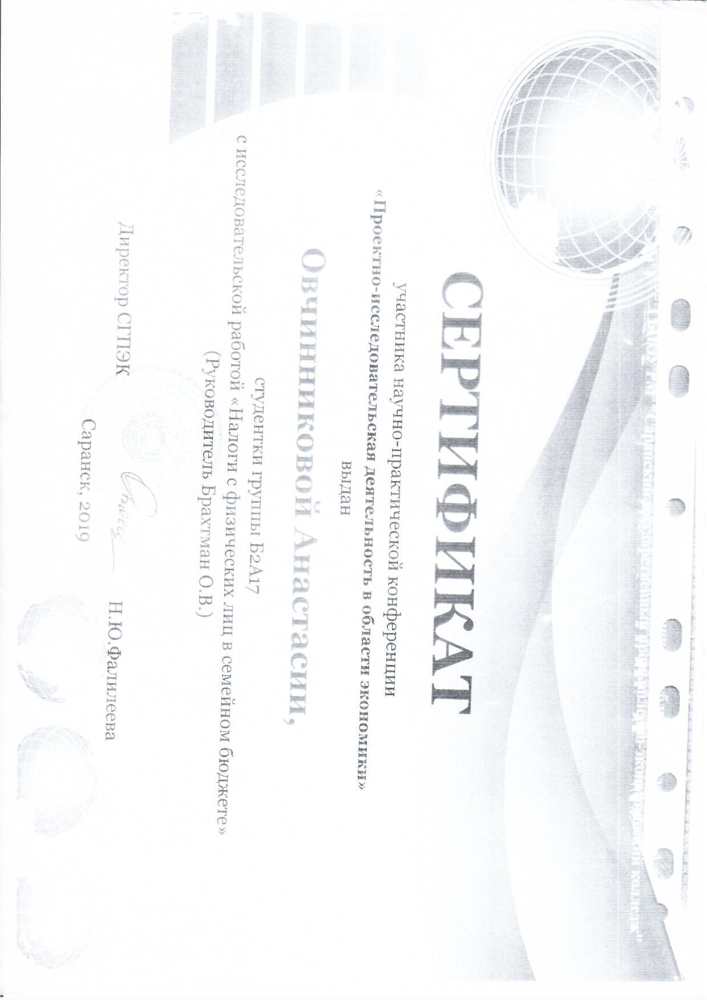 СЕРТИФИКАТ
участника научно-практической конференции
«Проектно-исследовательская деятельность в области экономики»
выдан
Овчинниковой Анастасии,
студентки группы Б2А17
с исследовательской работой «Налоги с физических лиц в семейном бюджете»
(Руководитель Брахтман О.В.)
Директор СГПЭК Н.Ю.Фалилеева
Саранск, 2019